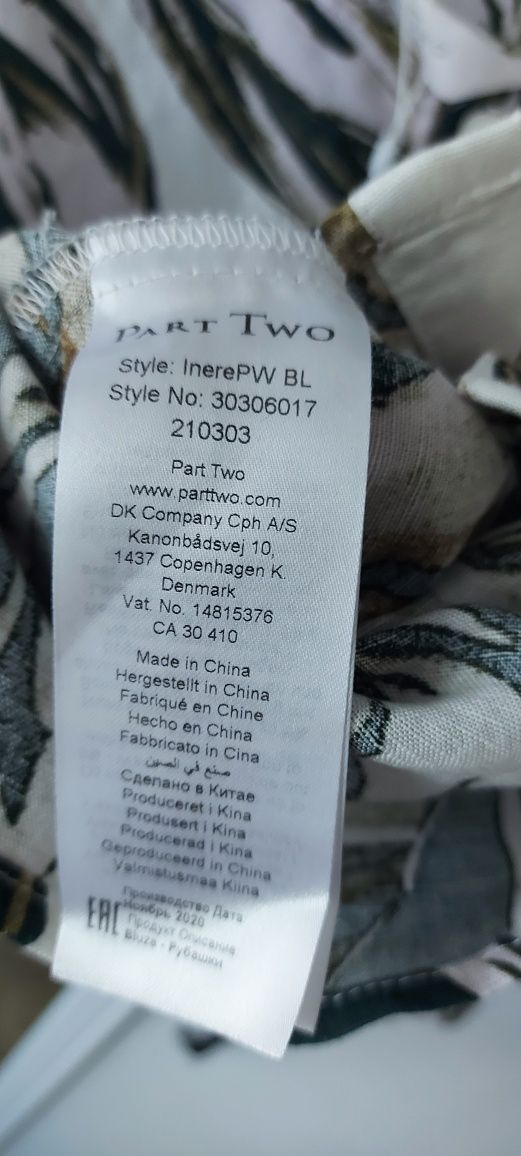 PART TWO
Style: InerePW BL
Style No: 30306017
210303
Part Two
www.parttwo.com
DK Company Cph A/S
Kanonbådsvej 10,
1437 Copenhagen K.
Denmark
Vat. No. 14815376
CA 30 410
Made in China
Hergestellt in China
Fabriqué en Chine
Hecho en China
Fabbricato in Cina
صنع في الصين
Сделано в Китае
Produceret i Kina
Produsert i Kina
Producerad i Kina
Geproduceerd in China
Valmistusmaa Kiina
Производство Дата
Ноябрь 2020
EAC
Продукт Описание
Bluza - Рубашки